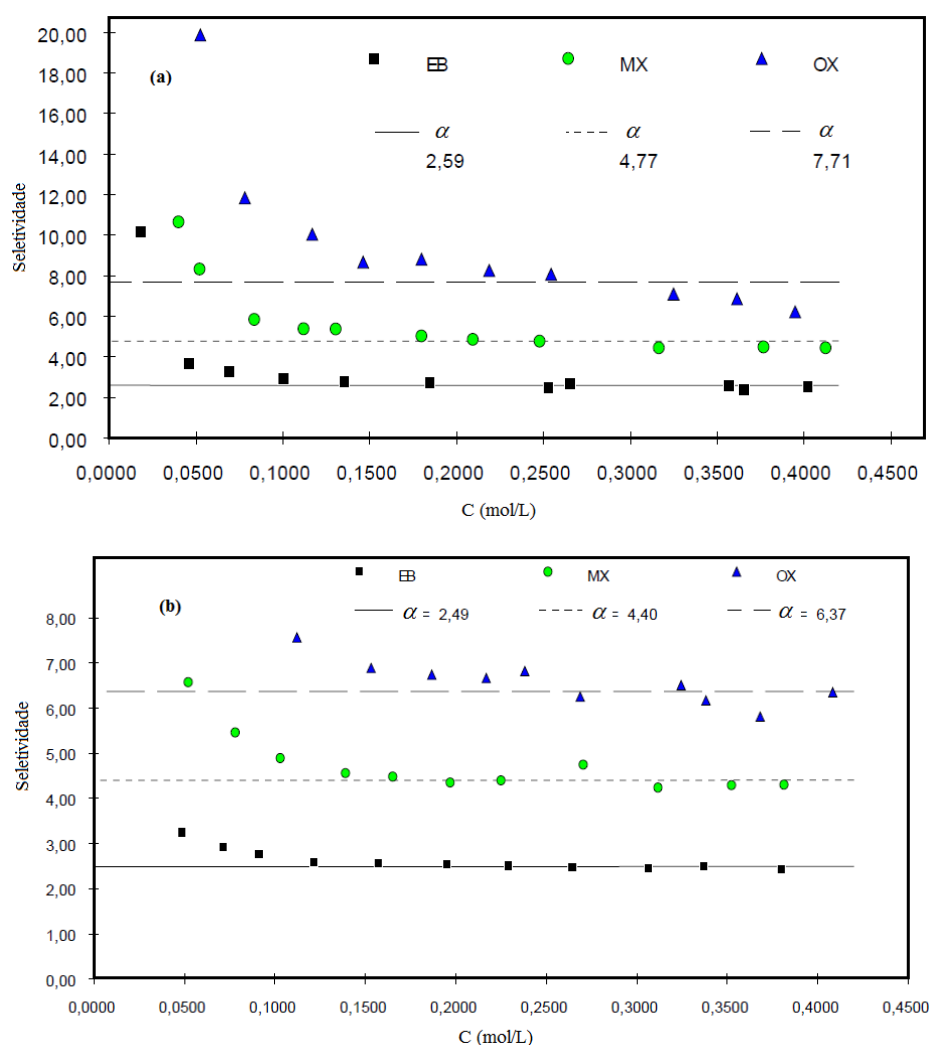 20,00
18,00
16,00
14,00
12,00
10,00
8,00
6,00
4,00
2,00
0,00
Seletividade
(a)
EB MX OX
α α α
2,59 4,77 7,71
0,0000 0,0500 0,1000 0,1500 0,2000 0,2500 0,3000 0,3500 0,4000 0,4500
C (mol/L)
8,00
7,00
6,00
5,00
4,00
3,00
2,00
1,00
0,00
Seletividade
(b)
EB MX OX
α = 2,49 α = 4,40 α = 6,37
0,0000 0,0500 0,1000 0,1500 0,2000 0,2500 0,3000 0,3500 0,4000 0,4500
C (mol/L)